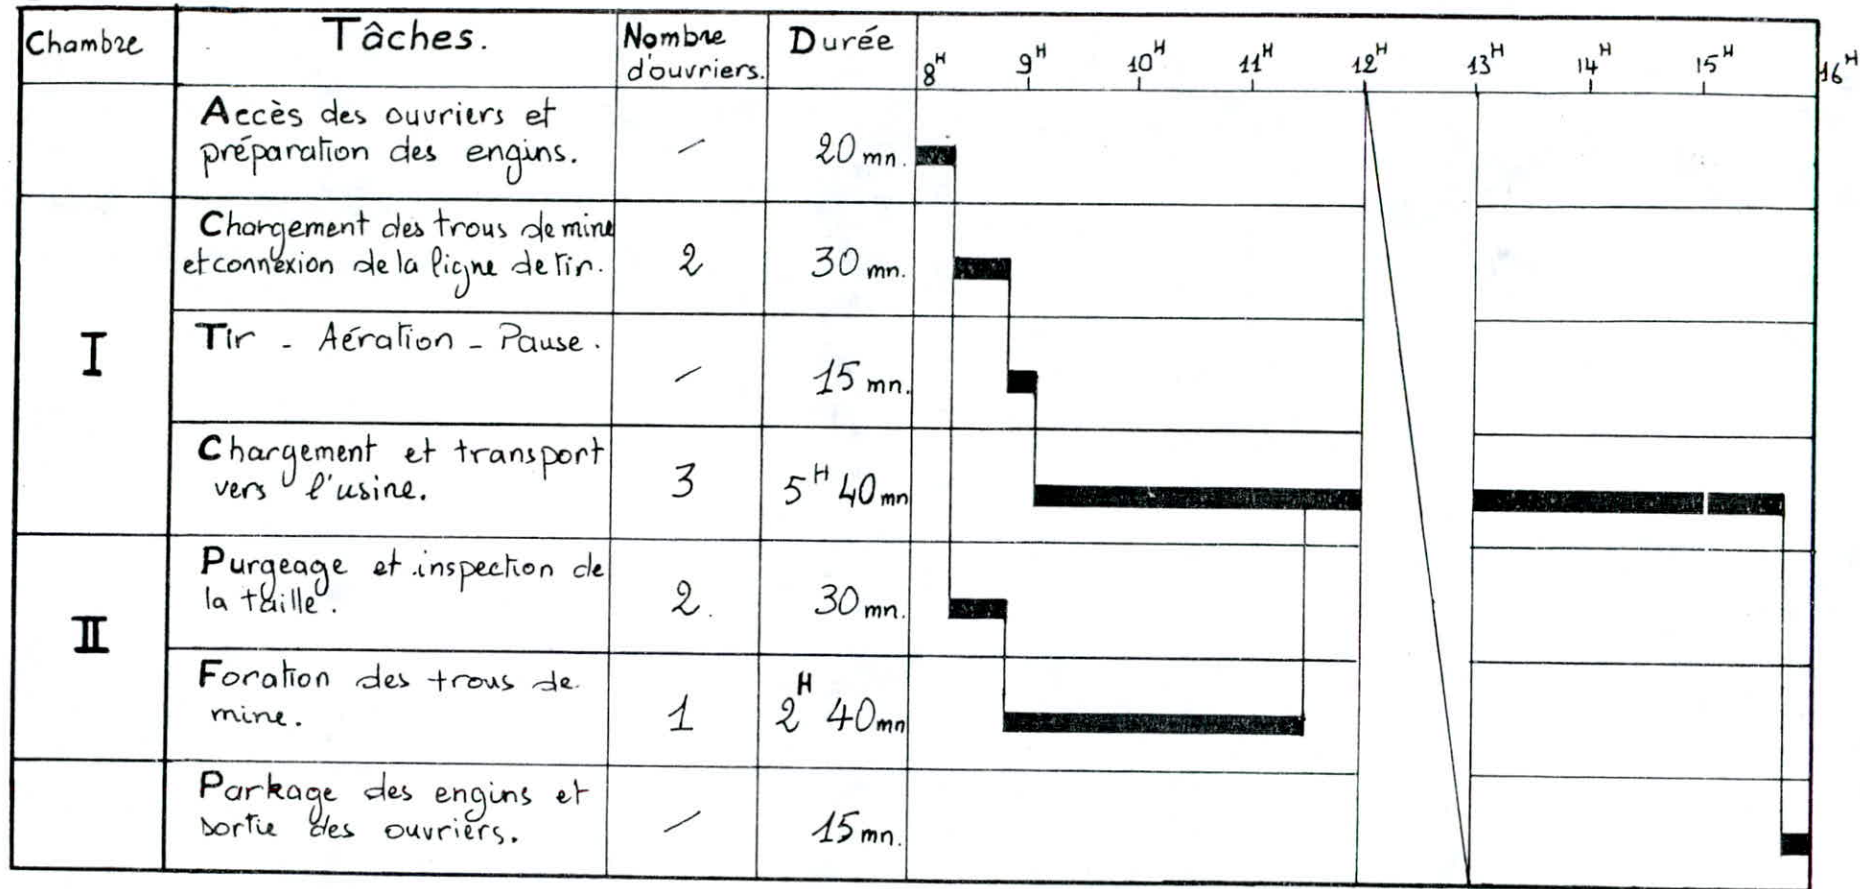 Chambre
Tâches.
Nombre
d'ouvriers.
Durée
8H 9H 10H 11H 12H 13H 14H 15H 16H
Accès des ouvriers et
préparation des engins.
/
20 mn.
I
Chargement des trous de mine
et connexion de la ligne de tir.
2
30 mn.
Tir - Aération - Pause.
/
15 mn.
Chargement et transport
vers l'usine.
3
5H 40mn
II
Purgeage et inspection de
la taille.
2.
30 mn.
Foration des trous de
mine.
1
2H 40mn
Parkage des engins et
sortie des ouvriers.
/
15 mn.